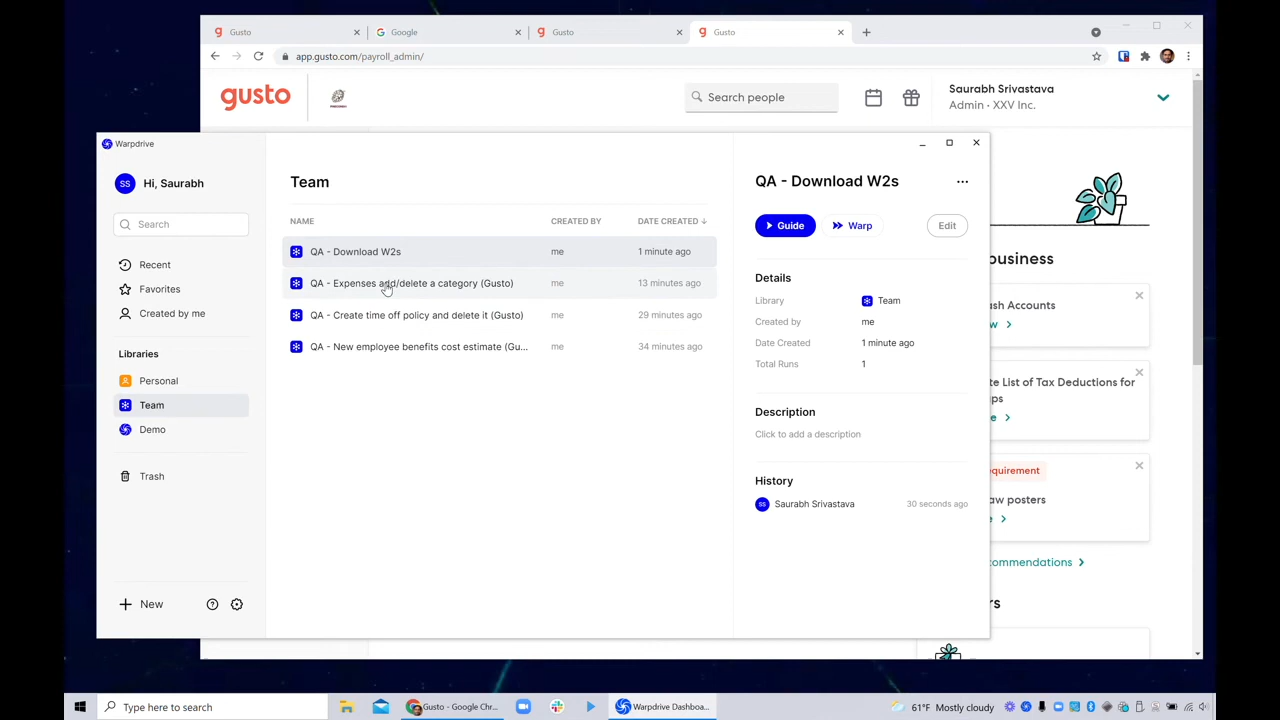 Gusto
Google
Gusto
Gusto
app.gusto.com/payroll_admin/
gusto
Search people
Saurabh Srivastava
Admin · XXV Inc.
Warpdrive
SS Hi, Saurabh
Search
Recent
Favorites
Created by me
Libraries
Personal
Team
Demo
Trash
New
Team
NAME CREATED BY DATE CREATED
QA - Download W2s me 1 minute ago
QA - Expenses add/delete a category (Gusto) me 13 minutes ago
QA - Create time off policy and delete it (Gusto) me 29 minutes ago
QA - New employee benefits cost estimate (Gu... me 34 minutes ago
QA - Download W2s
Guide Warp Edit
Details
Library Team
Created by me
Date Created 1 minute ago
Total Runs 1
Description
Click to add a description
History
SS Saurabh Srivastava 30 seconds ago
business
ash Accounts
w
te List of Tax Deductions for
ps
e
equirement
aw posters
e
commendations
rs
Type here to search
Gusto - Google Chr...
Warpdrive Dashboa...
61°F Mostly cloudy